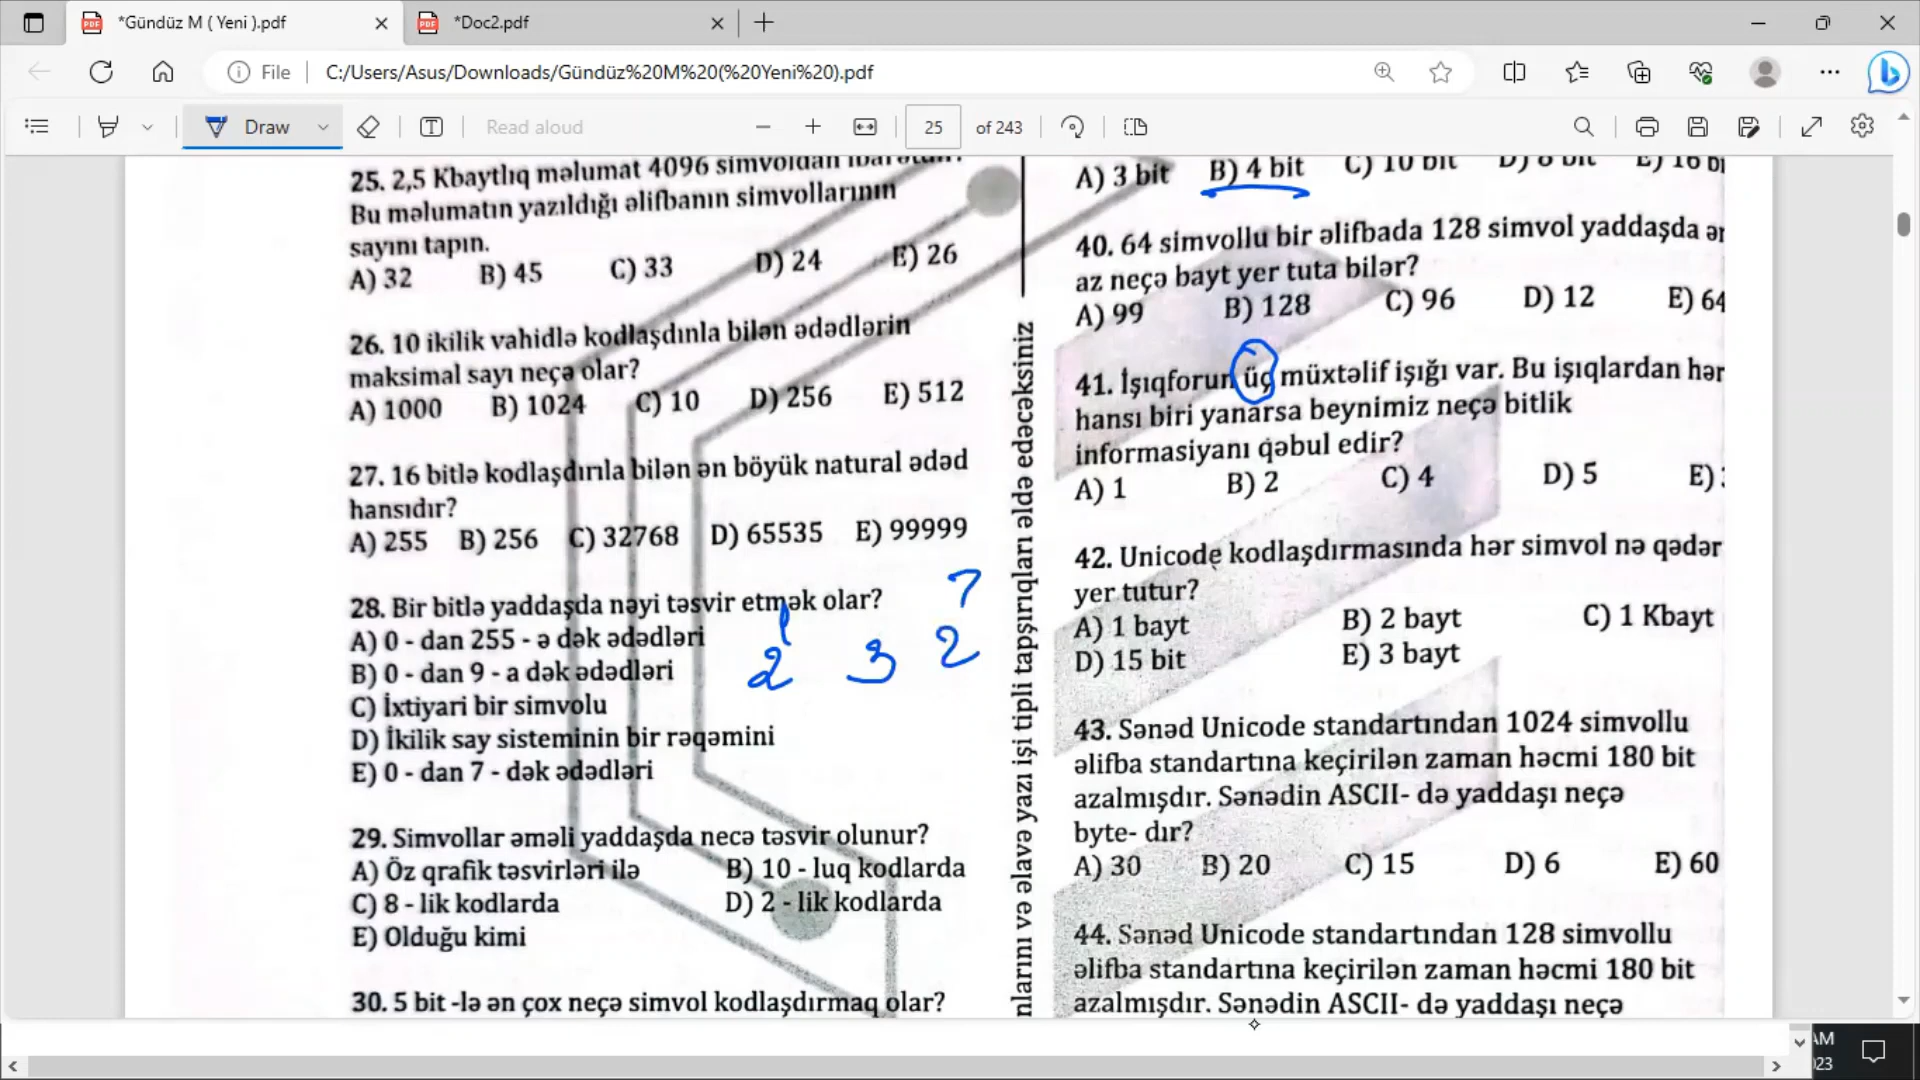 *Gündüz M ( Yeni ).pdf
*Doc2.pdf
File
C:/Users/Asus/Downloads/Gündüz%20M%20(%20Yeni%20).pdf
Draw
Read aloud
25
of 243
25. 2,5 Kbaytlıq məlumat 4096 simvoldan ibarətdir.
Bu məlumatın yazıldığı əlifbanın simvollarının
sayını tapın.
A) 32 B) 45 C) 33 D) 24 E) 26
26. 10 ikilik vahidlə kodlaşdınla bilən ədədlərin
maksimal sayı neçə olar?
A) 1000 B) 1024 C) 10 D) 256 E) 512
27. 16 bitlə kodlaşdırıla bilən ən böyük natural ədəd
hansıdır?
A) 255 B) 256 C) 32768 D) 65535 E) 99999
28. Bir bitlə yaddaşda nəyi təsvir etmək olar?
A) 0 - dan 255 - ə dək ədədləri
B) 0 - dan 9 - a dək ədədləri
C) İxtiyari bir simvolu
D) İkilik say sisteminin bir rəqəmini
E) 0 - dan 7 - dək ədədləri
2 3 2
29. Simvollar əməli yaddaşda necə təsvir olunur?
A) Öz qrafik təsvirləri ilə B) 10 - luq kodlarda
C) 8 - lik kodlarda D) 2 - lik kodlarda
E) Olduğu kimi
30. 5 bit -lə ən çox neçə simvol kodlaşdırmaq olar?
ularını və əlavə yazı işi tipli tapşırıqları əldə edəcəksiniz
A) 3 bit B) 4 bit C) 10 bit D) 8 bit E) 16 bi
40. 64 simvollu bir əlifbada 128 simvol yaddaşda ən
az neçə bayt yer tuta bilər?
A) 99 B) 128 C) 96 D) 12 E) 64
41. İşıqforun üç müxtəlif işığı var. Bu işıqlardan hər
hansı biri yanarsa beynimiz neçə bitlik
informasiyanı qəbul edir?
A) 1 B) 2 C) 4 D) 5 E)
42. Unicode kodlaşdırmasında hər simvol nə qədər
yer tutur?
A) 1 bayt B) 2 bayt C) 1 Kbayt
D) 15 bit E) 3 bayt
43. Sənəd Unicode standartından 1024 simvollu
əlifba standartına keçirilən zaman həcmi 180 bit
azalmışdır. Sənədin ASCII- də yaddaşı neçə
byte- dır?
A) 30 B) 20 C) 15 D) 6 E) 60
44. Sənəd Unicode standartından 128 simvollu
əlifba standartına keçirilən zaman həcmi 180 bit
azalmışdır. Sənədin ASCII- də yaddaşı neçə
AM
023